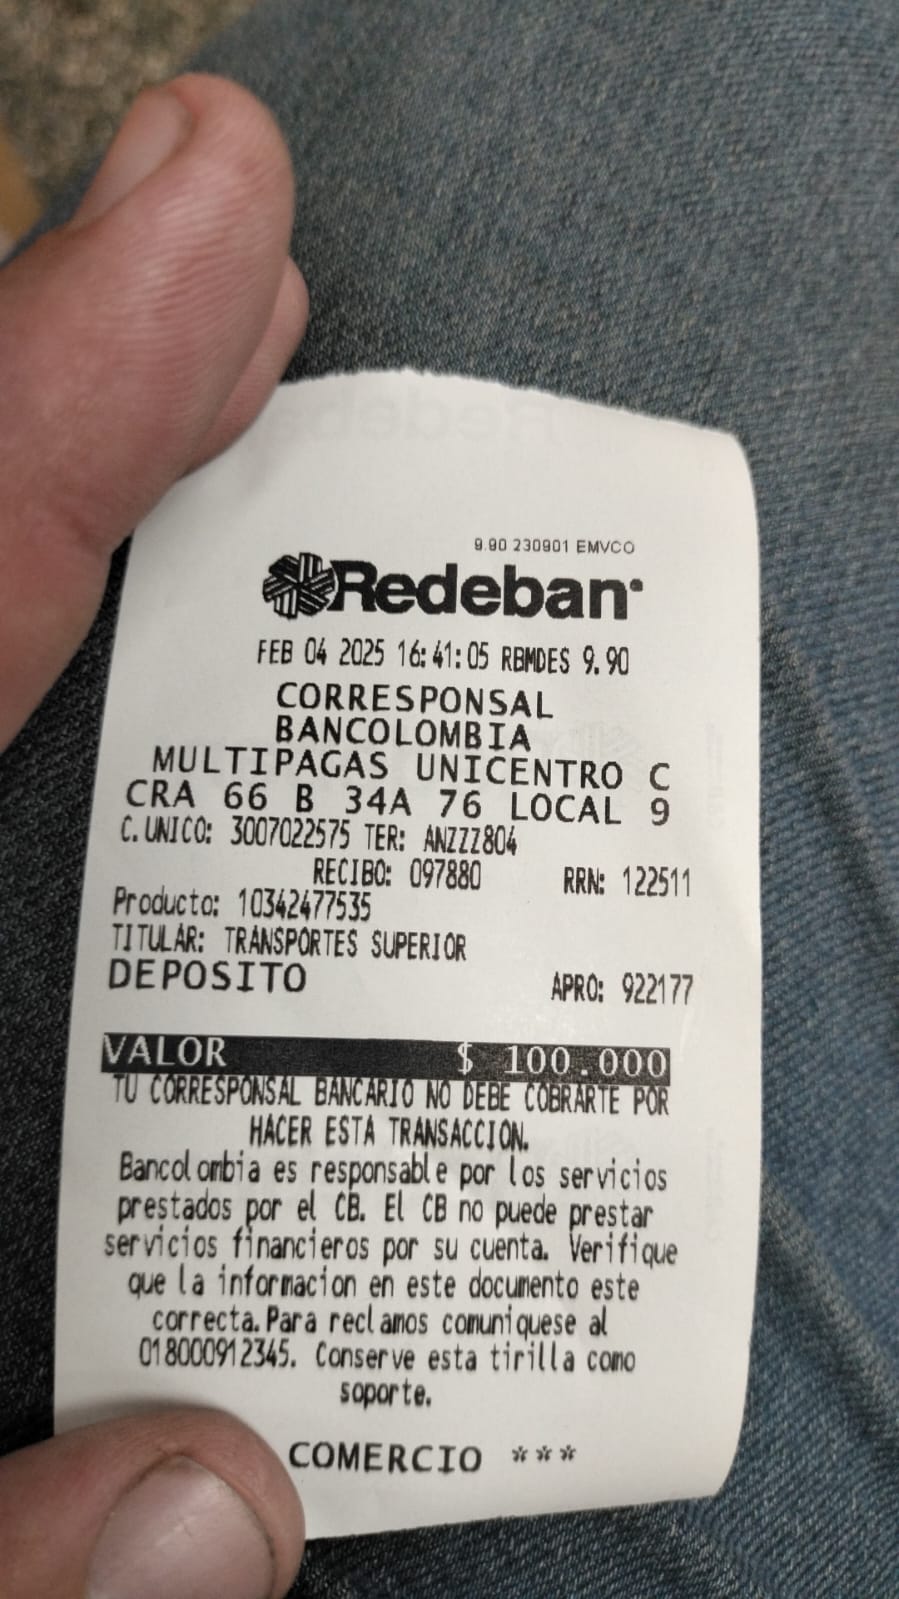 9.90 230901 EMVCO
Redeban
FEB 04 2025 16:41:05 RBMDES 9.90
CORRESPONSAL
BANCOLOMBIA
MULTIPAGAS UNICENTRO C
CRA 66 B 34A 76 LOCAL 9
C.UNICO: 3007022575 TER: ANZZZ804
RECIBO: 097880 RRN: 122511
Producto: 10342477535
TITULAR: TRANSPORTES SUPERIOR
DEPOSITO APRO: 922177
VALOR $ 100.000
TU CORRESPONSAL BANCARIO NO DEBE COBRARTE POR
HACER ESTA TRANSACCION.
Bancolombia es responsable por los servicios
prestados por el CB. El CB no puede prestar
servicios financieros por su cuenta. Verifique
que la informacion en este documento este
correcta.Para reclamos comuniquese al
018000912345. Conserve esta tirilla como
soporte.
COMERCIO ***